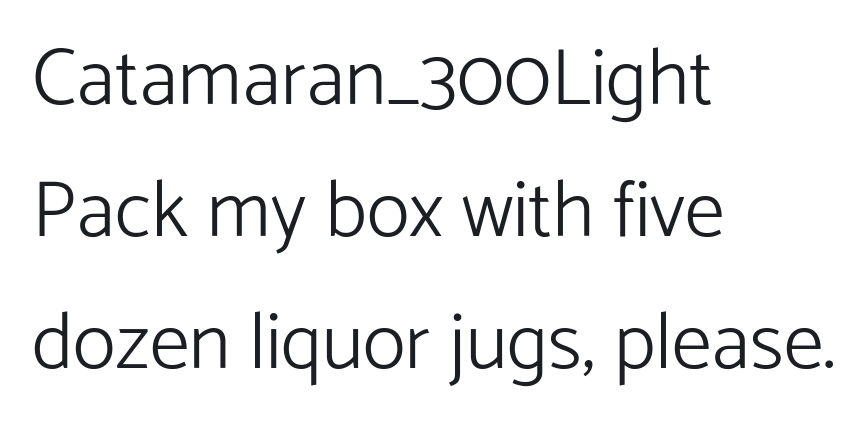 Catamaran_300Light
Pack my box with five
dozen liquor jugs, please.